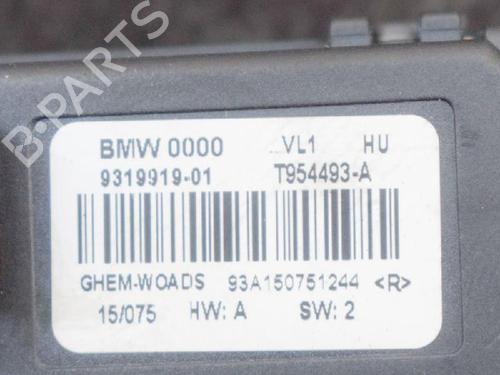 B-PARTS
BMW 0000 VL1 HU
9319919-01 T954493-A
GHEM-WOADS 93A150751244 <R>
15/075 HW: A SW: 2